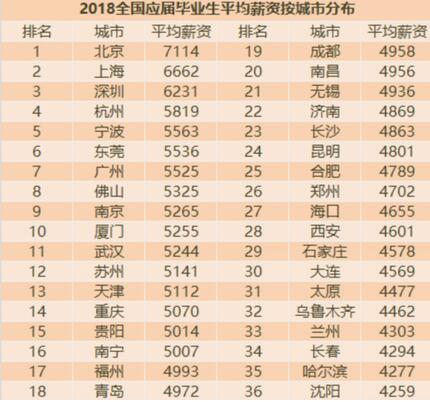 2018全国应届毕业生平均薪资按城市分布
排名 城市 平均薪资 排名 城市 平均薪资
1 北京 7114 19 成都 4958
2 上海 6662 20 南昌 4956
3 深圳 6231 21 无锡 4936
4 杭州 5819 22 济南 4869
5 宁波 5563 23 长沙 4863
6 东莞 5536 24 昆明 4801
7 广州 5525 25 合肥 4789
8 佛山 5325 26 郑州 4702
9 南京 5265 27 海口 4655
10 厦门 5255 28 西安 4601
11 武汉 5244 29 石家庄 4578
12 苏州 5141 30 大连 4569
13 天津 5112 31 太原 4477
14 重庆 5070 32 乌鲁木齐 4462
15 贵阳 5014 33 兰州 4303
16 南宁 5007 34 长春 4294
17 福州 4993 35 哈尔滨 4277
18 青岛 4972 36 沈阳 4259